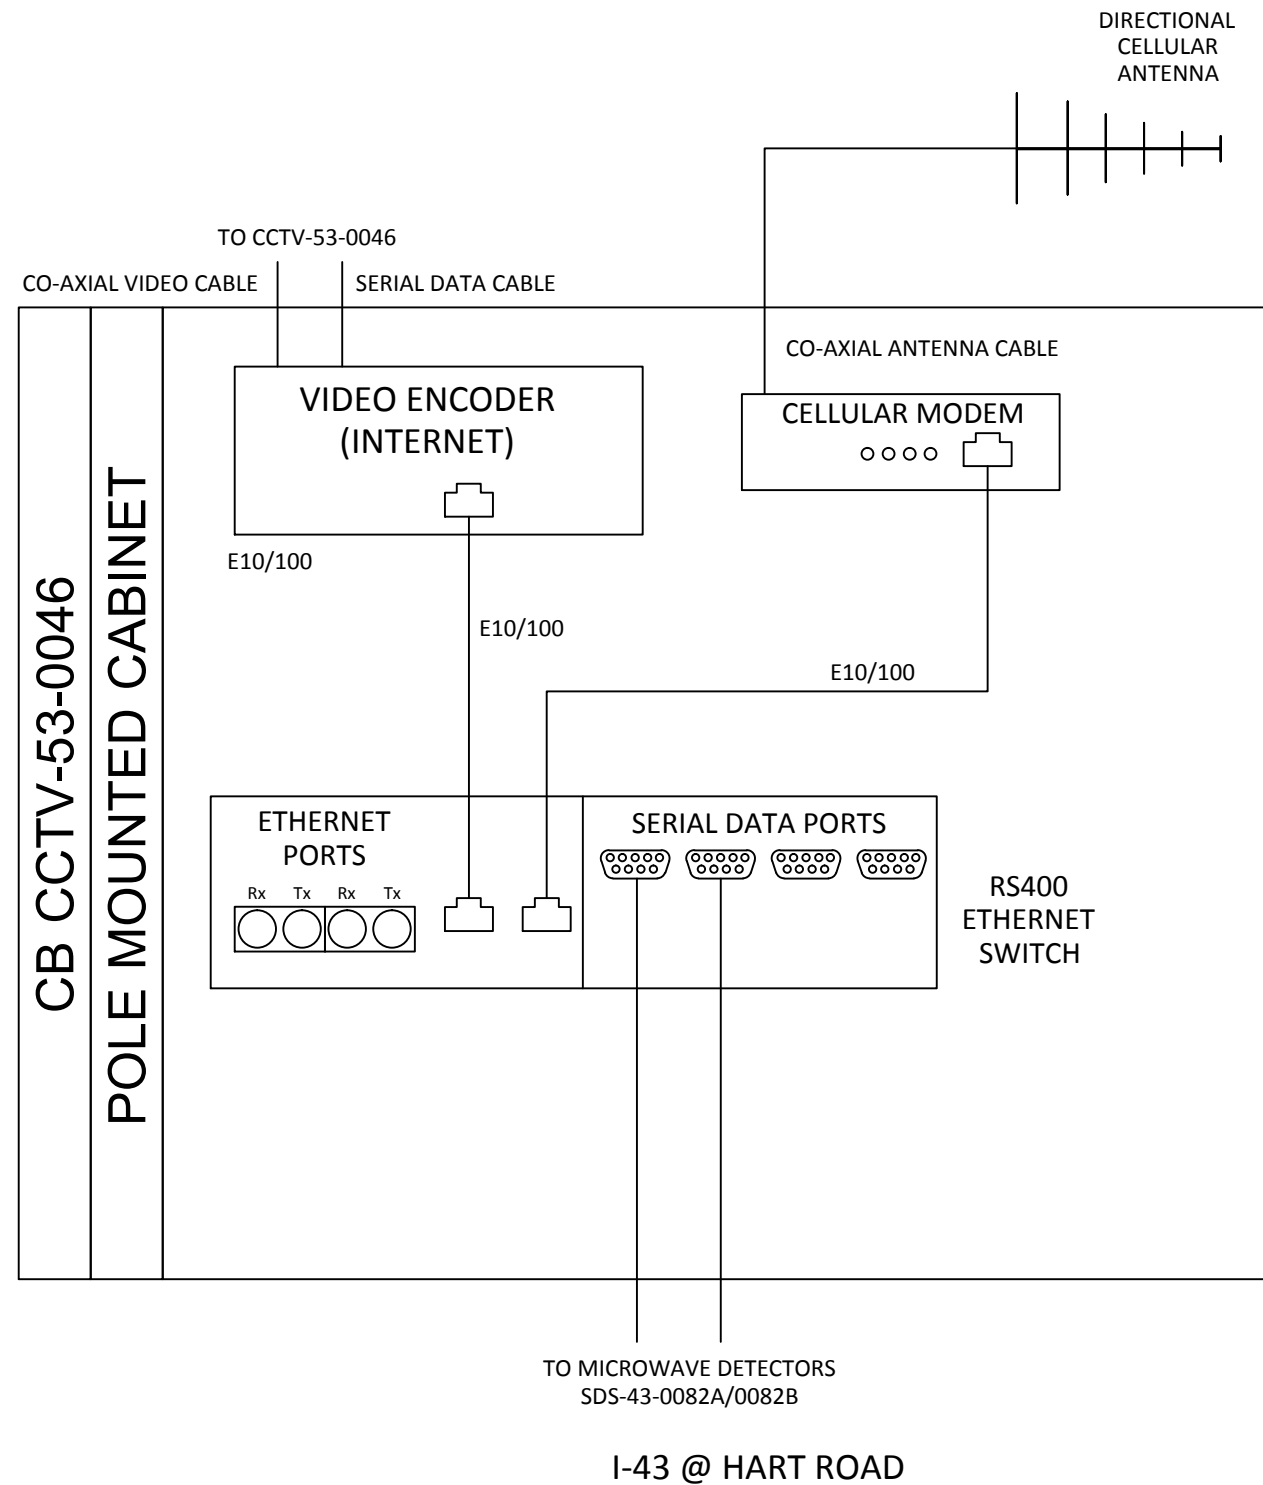 DIRECTIONAL
CELLULAR
ANTENNA
TO CCTV-53-0046
CO-AXIAL VIDEO CABLE
SERIAL DATA CABLE
CO-AXIAL ANTENNA CABLE
VIDEO ENCODER
(INTERNET)
CELLULAR MODEM
E10/100
E10/100
E10/100
CB CCTV-53-0046
POLE MOUNTED CABINET
ETHERNET
PORTS
Rx Tx Rx Tx
SERIAL DATA PORTS
RS400
ETHERNET
SWITCH
TO MICROWAVE DETECTORS
SDS-43-0082A/0082B
I-43 @ HART ROAD